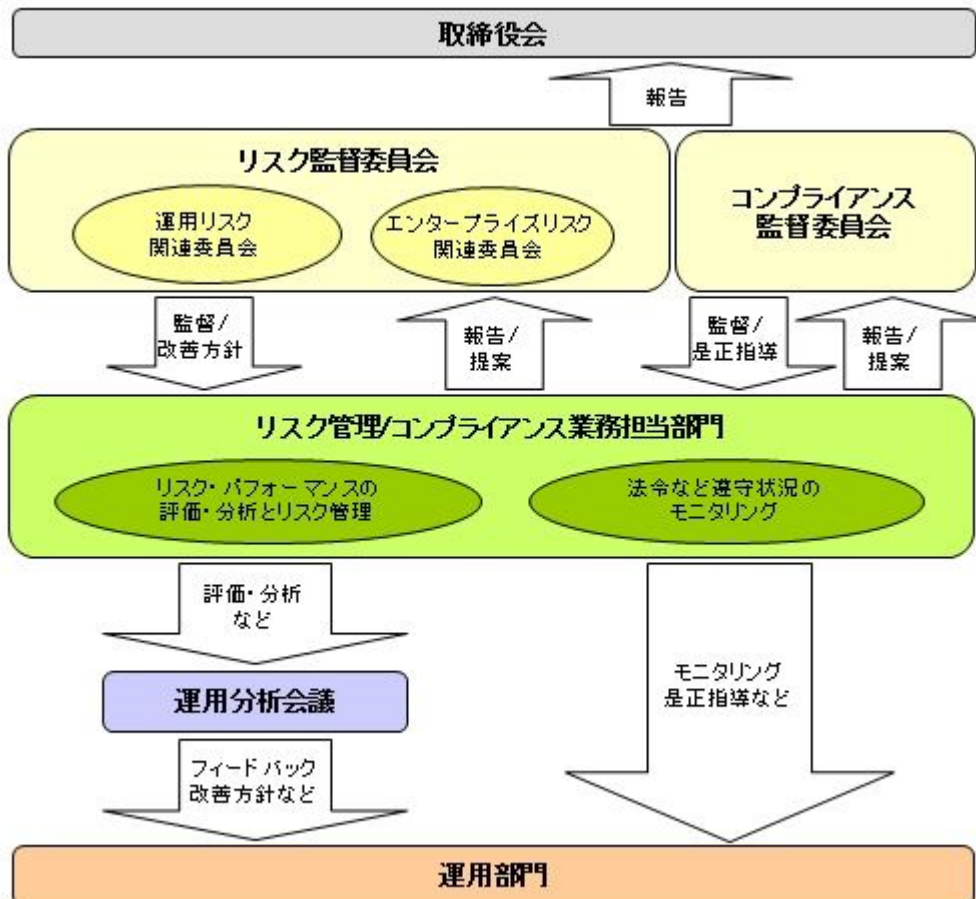 取締役会
報告
リスク監督委員会
運用リスク
関連委員会
エンタープライズリスク
関連委員会
コンプライアンス
監督委員会
監督/
改善方針
報告/
提案
監督/
是正指導
報告/
提案
リスク管理/コンプライアンス業務担当部門
リスク・パフォーマンスの
評価・分析とリスク管理
法令など遵守状況の
モニタリング
評価・分析
など
運用分析会議
モニタリング
是正指導など
フィードバック
改善方針など
運用部門